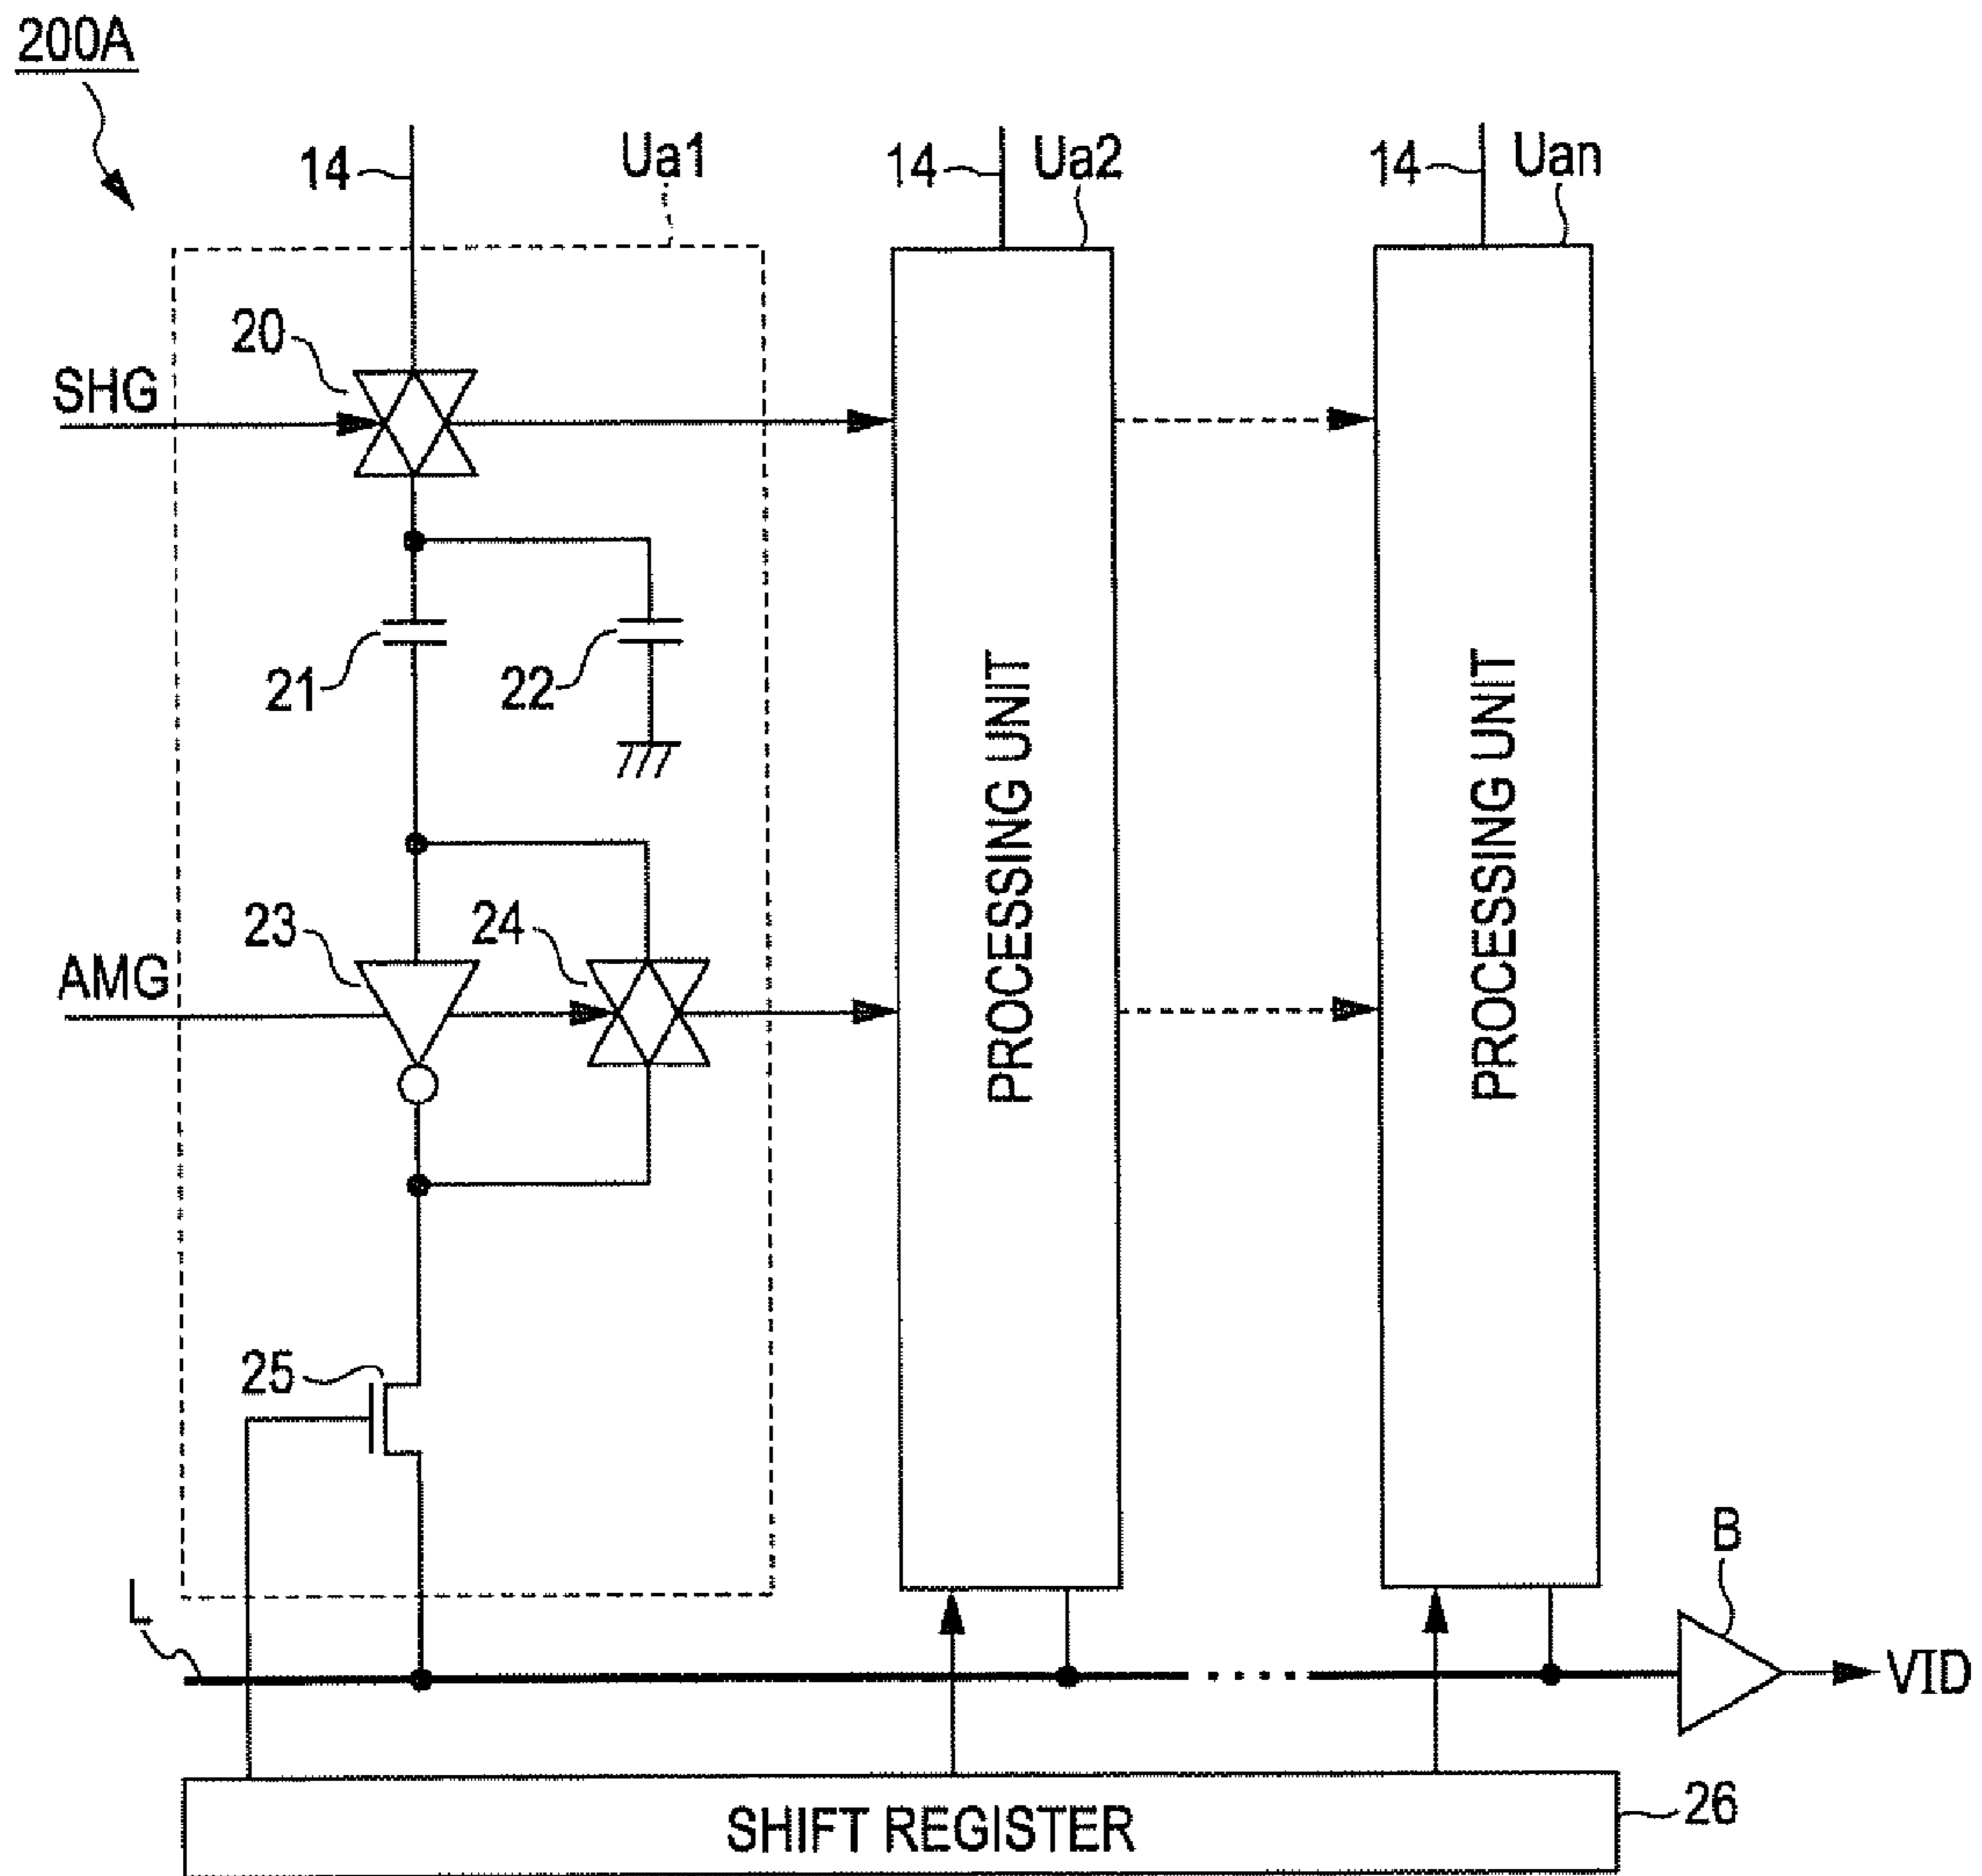 200A
14
Ua1
14
Ua2
14
Uan
20
SHG
21
22
23
24
AMG
PROCESSING UNIT
PROCESSING UNIT
25
L
B
VID
SHIFT REGISTER
26